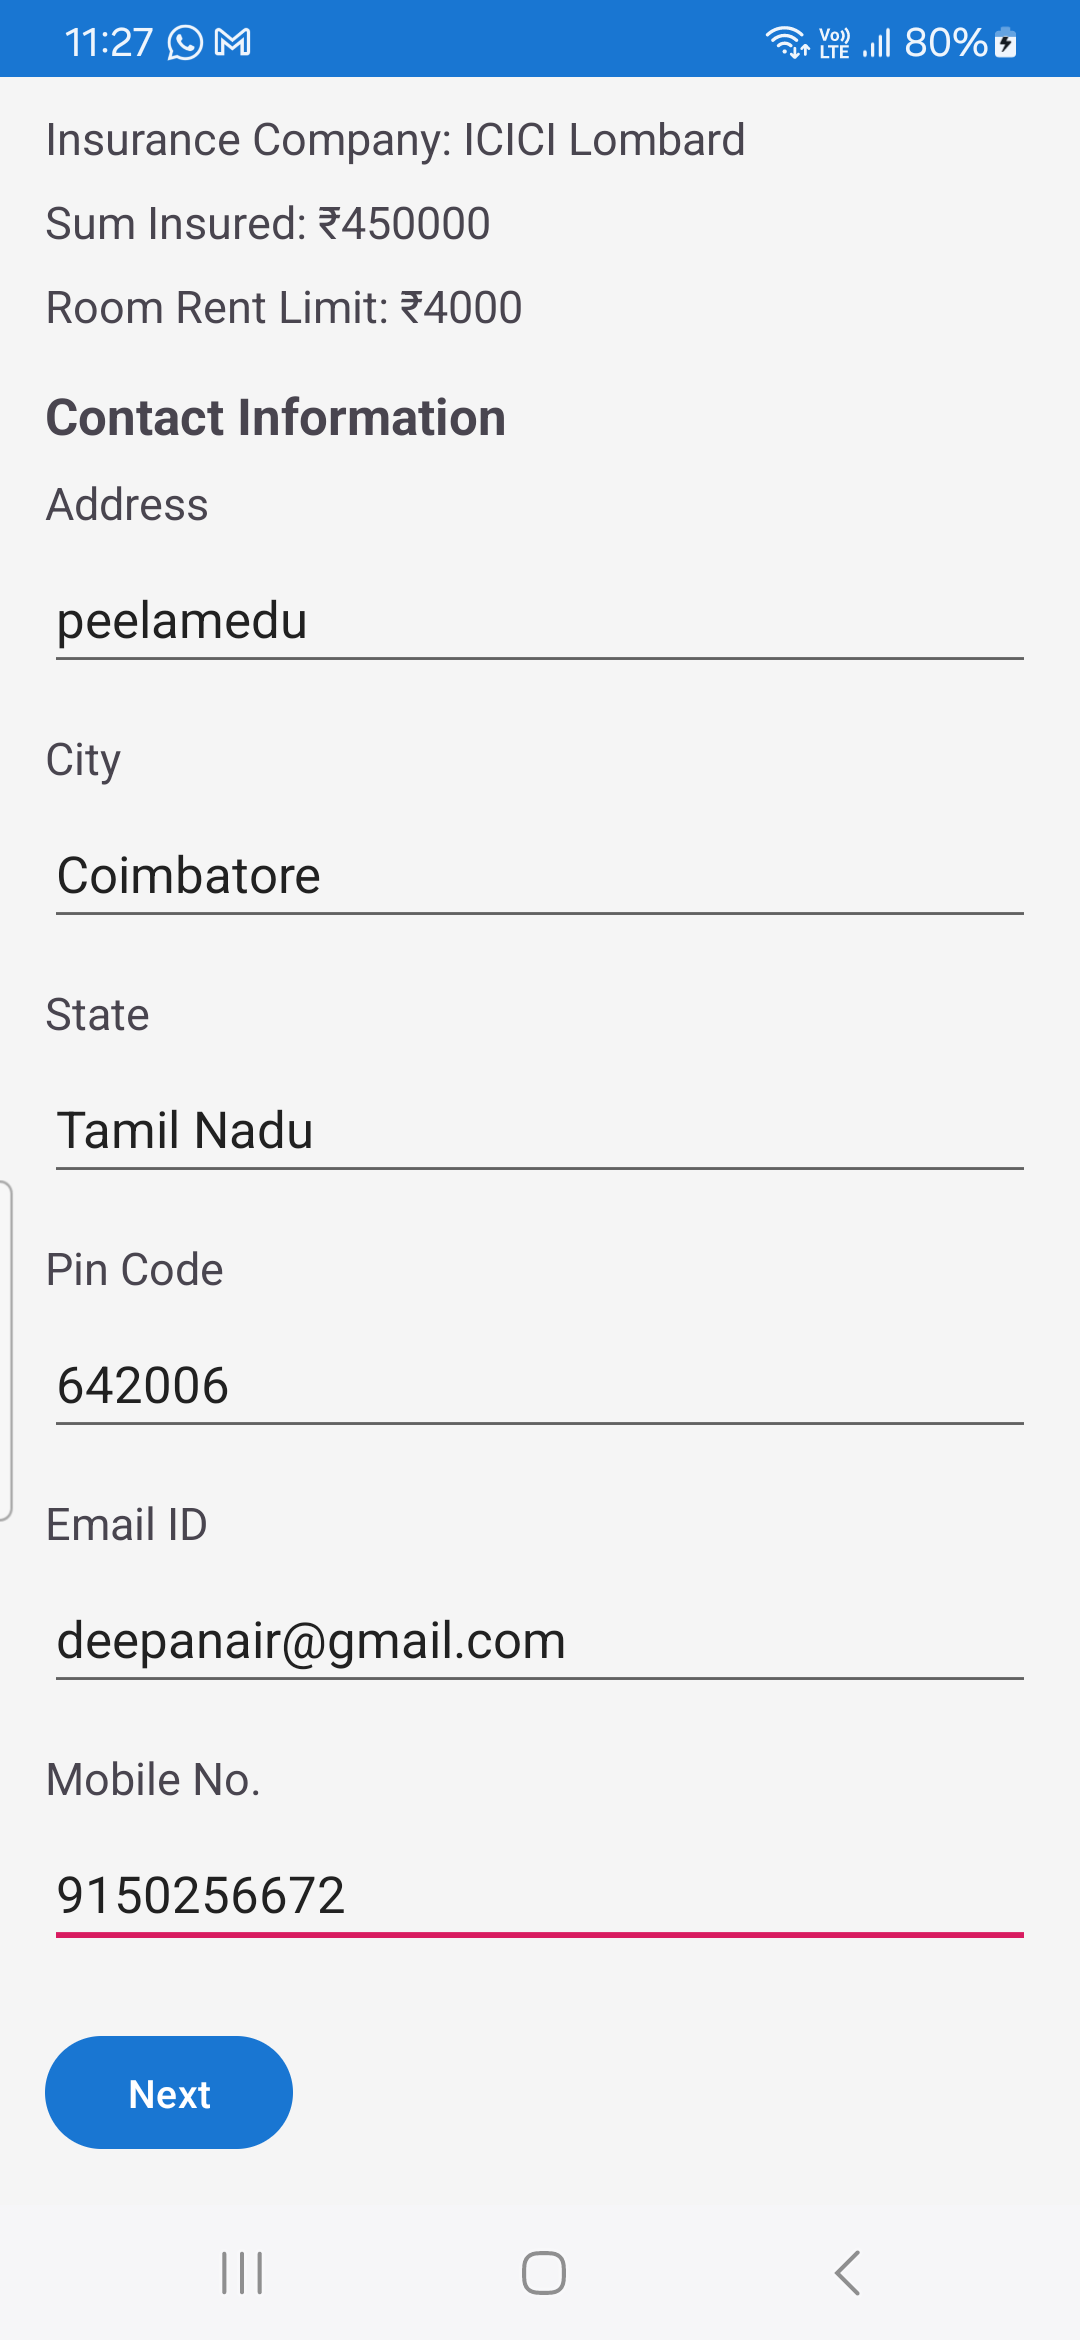 11:27 Vo)) LTE 80%
Insurance Company: ICICI Lombard
Sum Insured: ₹450000
Room Rent Limit: ₹4000
Contact Information
Address
peelamedu
City
Coimbatore
State
Tamil Nadu
Pin Code
642006
Email ID
deepanair@gmail.com
Mobile No.
9150256672
Next